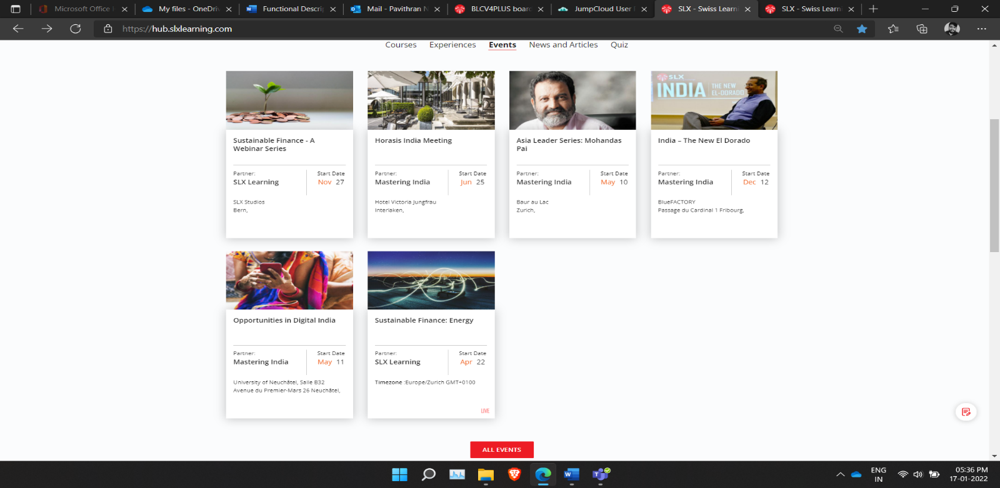 Microsoft Office
My files - OneDriv
Functional Descrip
Mail - Pavithran N
BLCV4PLUS boar
JumpCloud User
SLX - Swiss Learni
SLX - Swiss Learni
https://hub.slxlearning.com
Courses Experiences Events News and Articles Quiz
SLX
INDIA THE NEW
EL-DORADO
Sustainable Finance - A
Webinar Series
Partner: Start Date
SLX Learning Nov 27
SLX Studios
Bern,
Horasis India Meeting
Partner: Start Date
Mastering India Jun 25
Hotel Victoria Jungfrau
Interlaken,
Asia Leader Series: Mohandas
Pai
Partner: Start Date
Mastering India May 10
Baur au Lac
Zurich,
India – The New El Dorado
Partner: Start Date
Mastering India Dec 12
BlueFACTORY
Passage du Cardinal 1 Fribourg,
Opportunities in Digital India
Partner: Start Date
Mastering India May 11
University of Neuchâtel, Salle B32
Avenue du Premier-Mars 26 Neuchâtel,
Sustainable Finance: Energy
Partner: Start Date
SLX Learning Apr 22
Timezone :Europe/Zurich GMT+0100
LIVE
ALL EVENTS
ENG
IN
05:36 PM
17-01-2022